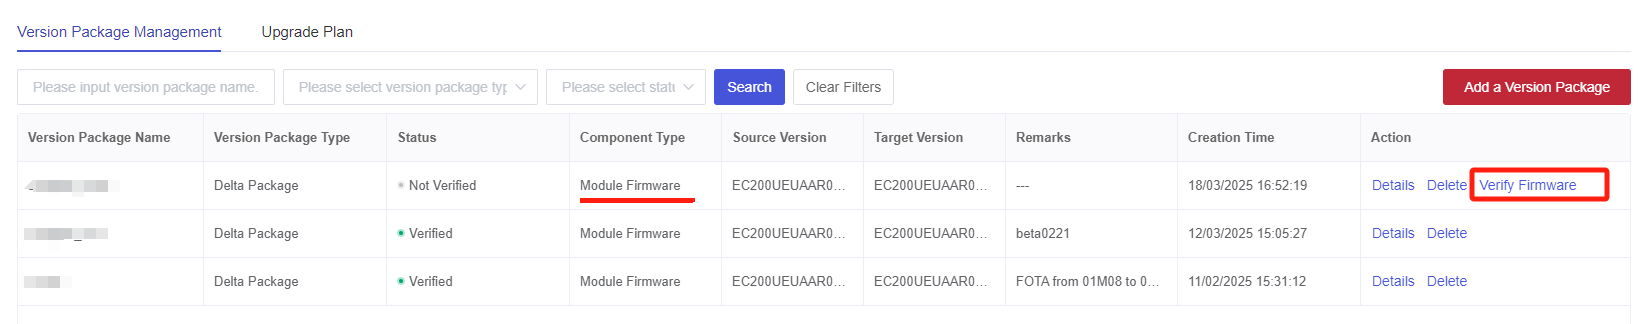 Version Package Management Upgrade Plan
Please input version package name. Please select version package typ Please select statu Search Clear Filters Add a Version Package
Version Package Name Version Package Type Status Component Type Source Version Target Version Remarks Creation Time Action
Delta Package Not Verified Module Firmware EC200UEUAAR0... EC200UEUAAR0... --- 18/03/2025 16:52:19 Details Delete Verify Firmware
Delta Package Verified Module Firmware EC200UEUAAR0... EC200UEUAAR0... beta0221 12/03/2025 15:05:27 Details Delete
Delta Package Verified Module Firmware EC200UEUAAR0... EC200UEUAAR0... FOTA from 01M08 to 0... 11/02/2025 15:31:12 Details Delete